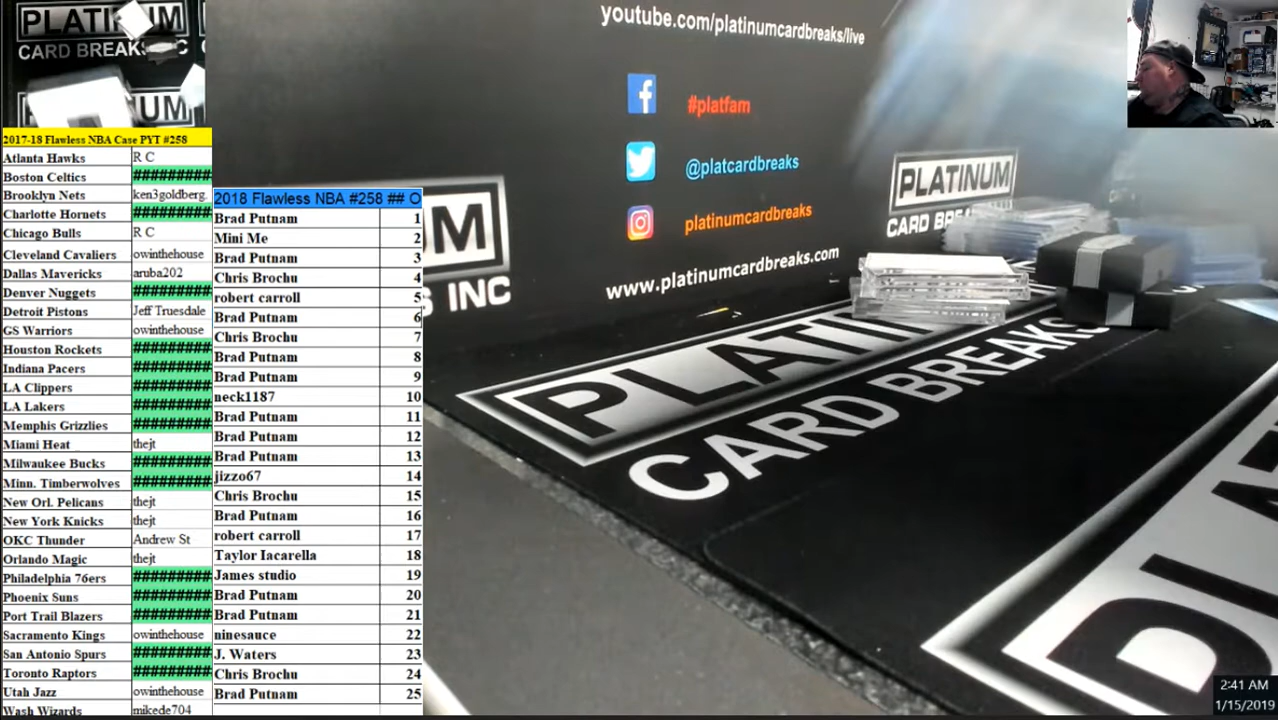 PLATINUM
CARD BREAKS INC
UM
2017-18 Flawless NBA Case PYT #258
Atlanta Hawks R C
Boston Celtics ##########
Brooklyn Nets ken3goldberg.
Charlotte Hornets ##########
Chicago Bulls R C
Cleveland Cavaliers owinthehouse
Dallas Mavericks aruba202
Denver Nuggets ##########
Detroit Pistons Jeff Truesdale
GS Warriors owinthehouse
Houston Rockets ##########
Indiana Pacers ##########
LA Clippers ##########
LA Lakers ##########
Memphis Grizzlies ##########
Miami Heat thejt
Milwaukee Bucks ##########
Minn. Timberwolves ##########
New Orl. Pelicans thejt
New York Knicks thejt
OKC Thunder Andrew St
Orlando Magic thejt
Philadelphia 76ers ##########
Phoenix Suns ##########
Port Trail Blazers ##########
Sacramento Kings owinthehouse
San Antonio Spurs ##########
Toronto Raptors ##########
Utah Jazz owinthehouse
Wash Wizards mikede704
2018 Flawless NBA #258 ## O
Brad Putnam 1
Mini Me 2
Brad Putnam 3
Chris Brochu 4
robert carroll 5
Brad Putnam 6
Chris Brochu 7
Brad Putnam 8
Brad Putnam 9
neck1187 10
Brad Putnam 11
Brad Putnam 12
Brad Putnam 13
jizzo67 14
Chris Brochu 15
Brad Putnam 16
robert carroll 17
Taylor Iacarella 18
James studio 19
Brad Putnam 20
Brad Putnam 21
ninesauce 22
J. Waters 23
Chris Brochu 24
Brad Putnam 25
youtube.com/platinumcardbreaks/live
#platfam
@platcardbreaks
platinumcardbreaks
www.platinumcardbreaks.com
UM
S INC
PLATINUM
CARD BREA
PLATIN
CARD BREAKS
PLA
2:41 AM
1/15/2019